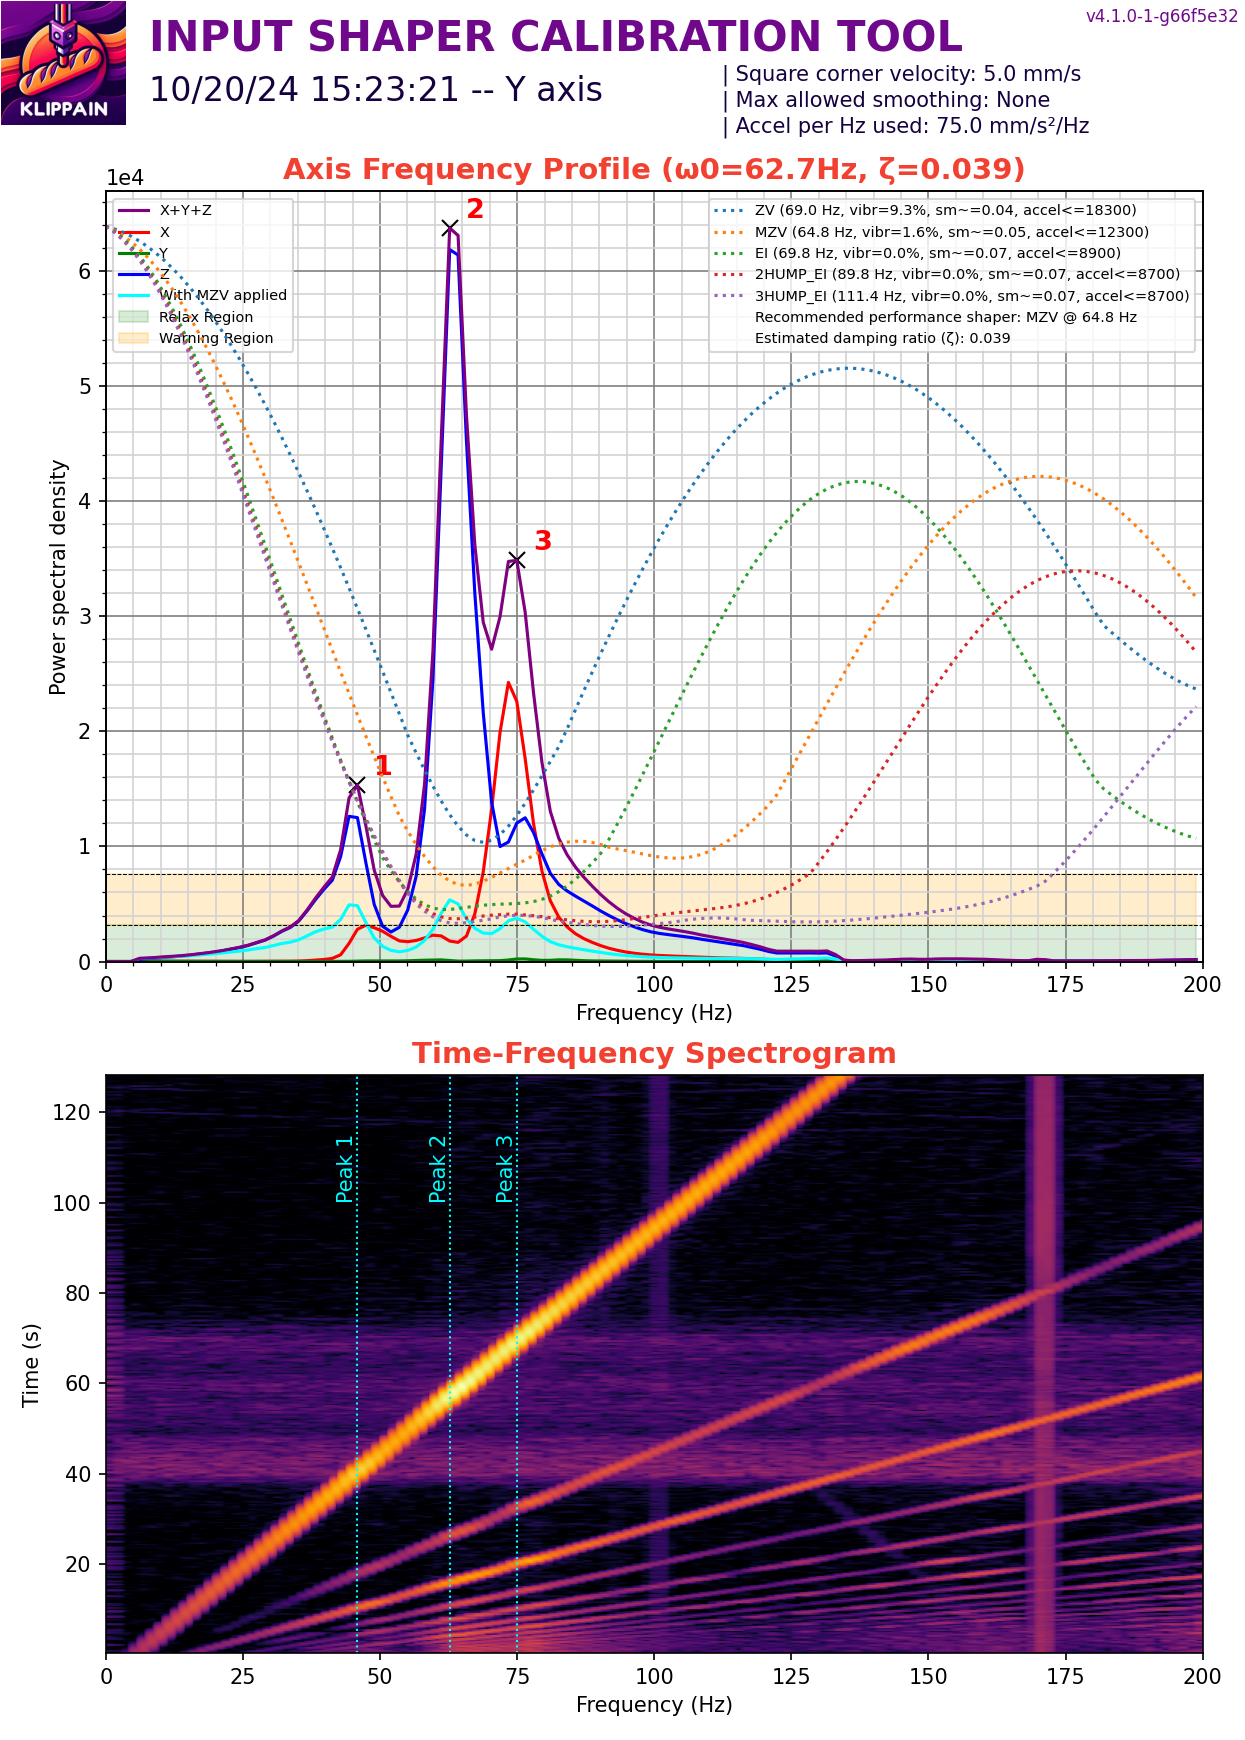 v4.1.0-1-g66f5e32
INPUT SHAPER CALIBRATION TOOL
10/20/24 15:23:21 -- Y axis
| Square corner velocity: 5.0 mm/s
| Max allowed smoothing: None
| Accel per Hz used: 75.0 mm/s²/Hz
KLIPPAIN
Axis Frequency Profile (ω0=62.7Hz, ζ=0.039)
1e4
X+Y+Z
X
Y
Z
With MZV applied
Relax Region
Warning Region
ZV (69.0 Hz, vibr=9.3%, sm~=0.04, accel<=18300)
MZV (64.8 Hz, vibr=1.6%, sm~=0.05, accel<=12300)
EI (69.8 Hz, vibr=0.0%, sm~=0.07, accel<=8900)
2HUMP_EI (89.8 Hz, vibr=0.0%, sm~=0.07, accel<=8700)
3HUMP_EI (111.4 Hz, vibr=0.0%, sm~=0.07, accel<=8700)
Recommended performance shaper: MZV @ 64.8 Hz
Estimated damping ratio (ζ): 0.039
2
3
1
6
5
4
3
2
1
0
Power spectral density
0 25 50 75 100 125 150 175 200
Frequency (Hz)
Time-Frequency Spectrogram
Peak 1
Peak 2
Peak 3
120
100
80
60
40
20
Time (s)
0 25 50 75 100 125 150 175 200
Frequency (Hz)